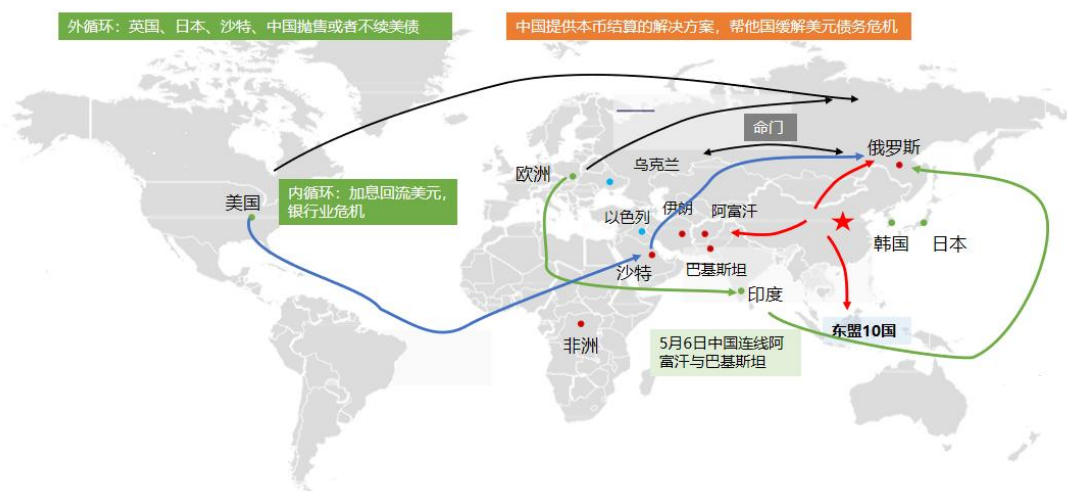 外循环：英国、日本、沙特、中国抛售或者不续美债
中国提供本币结算的解决方案，帮他国缓解美元债务危机
命门
俄罗斯
欧洲
乌克兰
内循环：加息回流美元，
银行业危机
美国
以色列
伊朗
阿富汗
韩国
日本
沙特
巴基斯坦
印度
东盟10国
非洲
5月6日中国连线阿
富汗与巴基斯坦